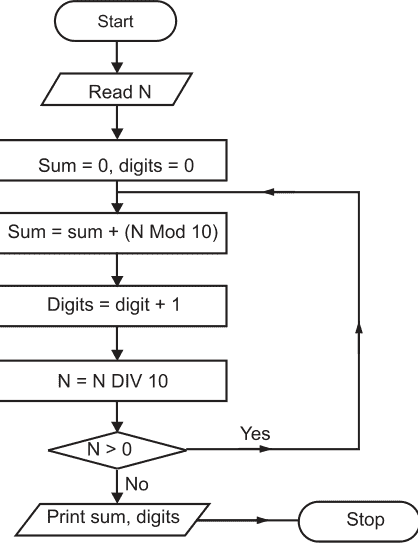 Start
Read N
Sum = 0, digits = 0
Sum = sum + (N Mod 10)
Digits = digit + 1
N = N DIV 10
N > 0
Yes
No
Print sum, digits
Stop